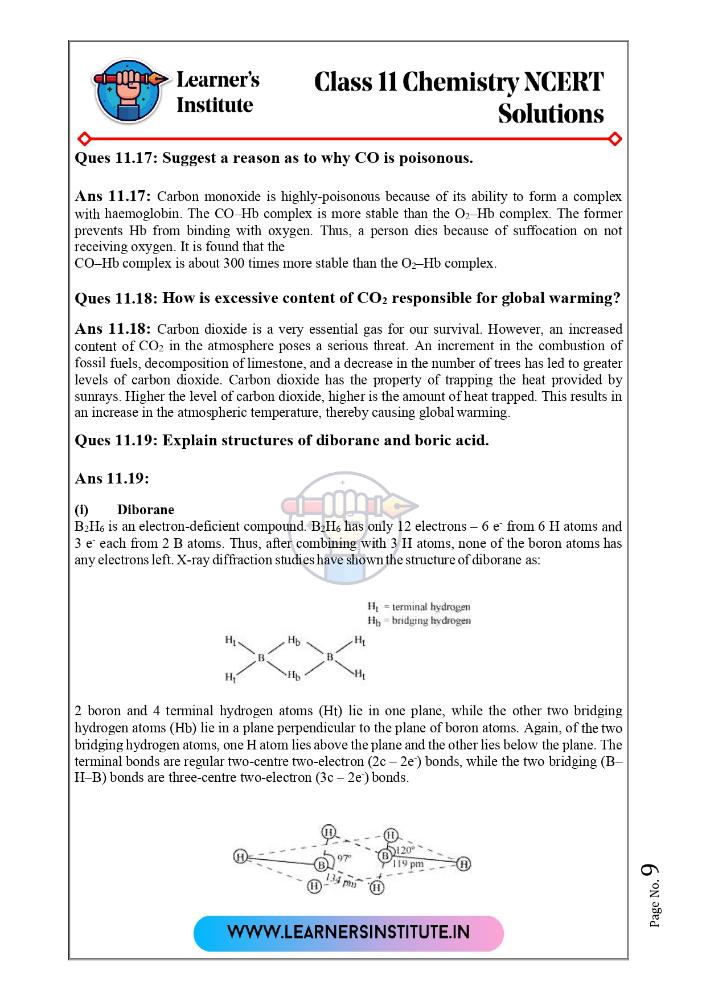 Learner's
Institute
Class 11 Chemistry NCERT
Solutions
Ques 11.17: Suggest a reason as to why CO is poisonous.
Ans 11.17: Carbon monoxide is highly-poisonous because of its ability to form a complex
with haemoglobin. The CO–Hb complex is more stable than the O₂–Hb complex. The former
prevents Hb from binding with oxygen. Thus, a person dies because of suffocation on not
receiving oxygen. It is found that the
CO–Hb complex is about 300 times more stable than the O₂–Hb complex.
Ques 11.18: How is excessive content of CO₂ responsible for global warming?
Ans 11.18: Carbon dioxide is a very essential gas for our survival. However, an increased
content of CO₂ in the atmosphere poses a serious threat. An increment in the combustion of
fossil fuels, decomposition of limestone, and a decrease in the number of trees has led to greater
levels of carbon dioxide. Carbon dioxide has the property of trapping the heat provided by
sunrays. Higher the level of carbon dioxide, higher is the amount of heat trapped. This results in
an increase in the atmospheric temperature, thereby causing global warming.
Ques 11.19: Explain structures of diborane and boric acid.
Ans 11.19:
(i) Diborane
B₂H₆ is an electron-deficient compound. B₂H₆ has only 12 electrons – 6 e⁻ from 6 H atoms and
3 e⁻ each from 2 B atoms. Thus, after combining with 3 H atoms, none of the boron atoms has
any electrons left. X-ray diffraction studies have shown the structure of diborane as:
Hₜ = terminal hydrogen
H_b = bridging hydrogen
Hₜ H_b Hₜ
B B
Hₜ H_b Hₜ
2 boron and 4 terminal hydrogen atoms (Ht) lie in one plane, while the other two bridging
hydrogen atoms (Hb) lie in a plane perpendicular to the plane of boron atoms. Again, of the two
bridging hydrogen atoms, one H atom lies above the plane and the other lies below the plane. The
terminal bonds are regular two-centre two-electron (2c – 2e⁻) bonds, while the two bridging (B–
H–B) bonds are three-centre two-electron (3c – 2e⁻) bonds.
H H
H B 97° B 120° H
119 pm
H 134 pm H
WWW.LEARNERSINSTITUTE.IN
Page No. 9